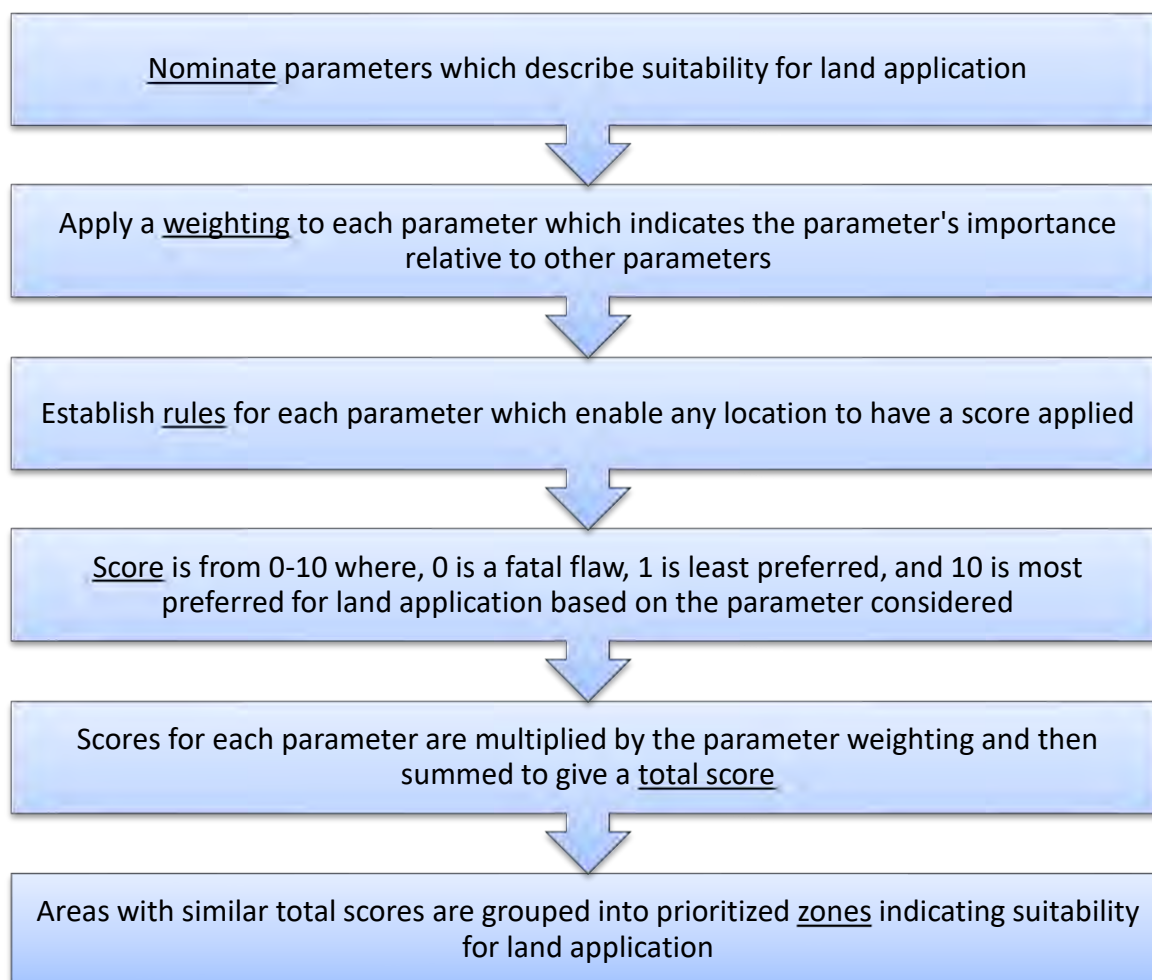 Nominate parameters which describe suitability for land application
Apply a weighting to each parameter which indicates the parameter's importance
relative to other parameters
Establish rules for each parameter which enable any location to have a score applied
Score is from 0-10 where, 0 is a fatal flaw, 1 is least preferred, and 10 is most
preferred for land application based on the parameter considered
Scores for each parameter are multiplied by the parameter weighting and then
summed to give a total score
Areas with similar total scores are grouped into prioritized zones indicating suitability
for land application